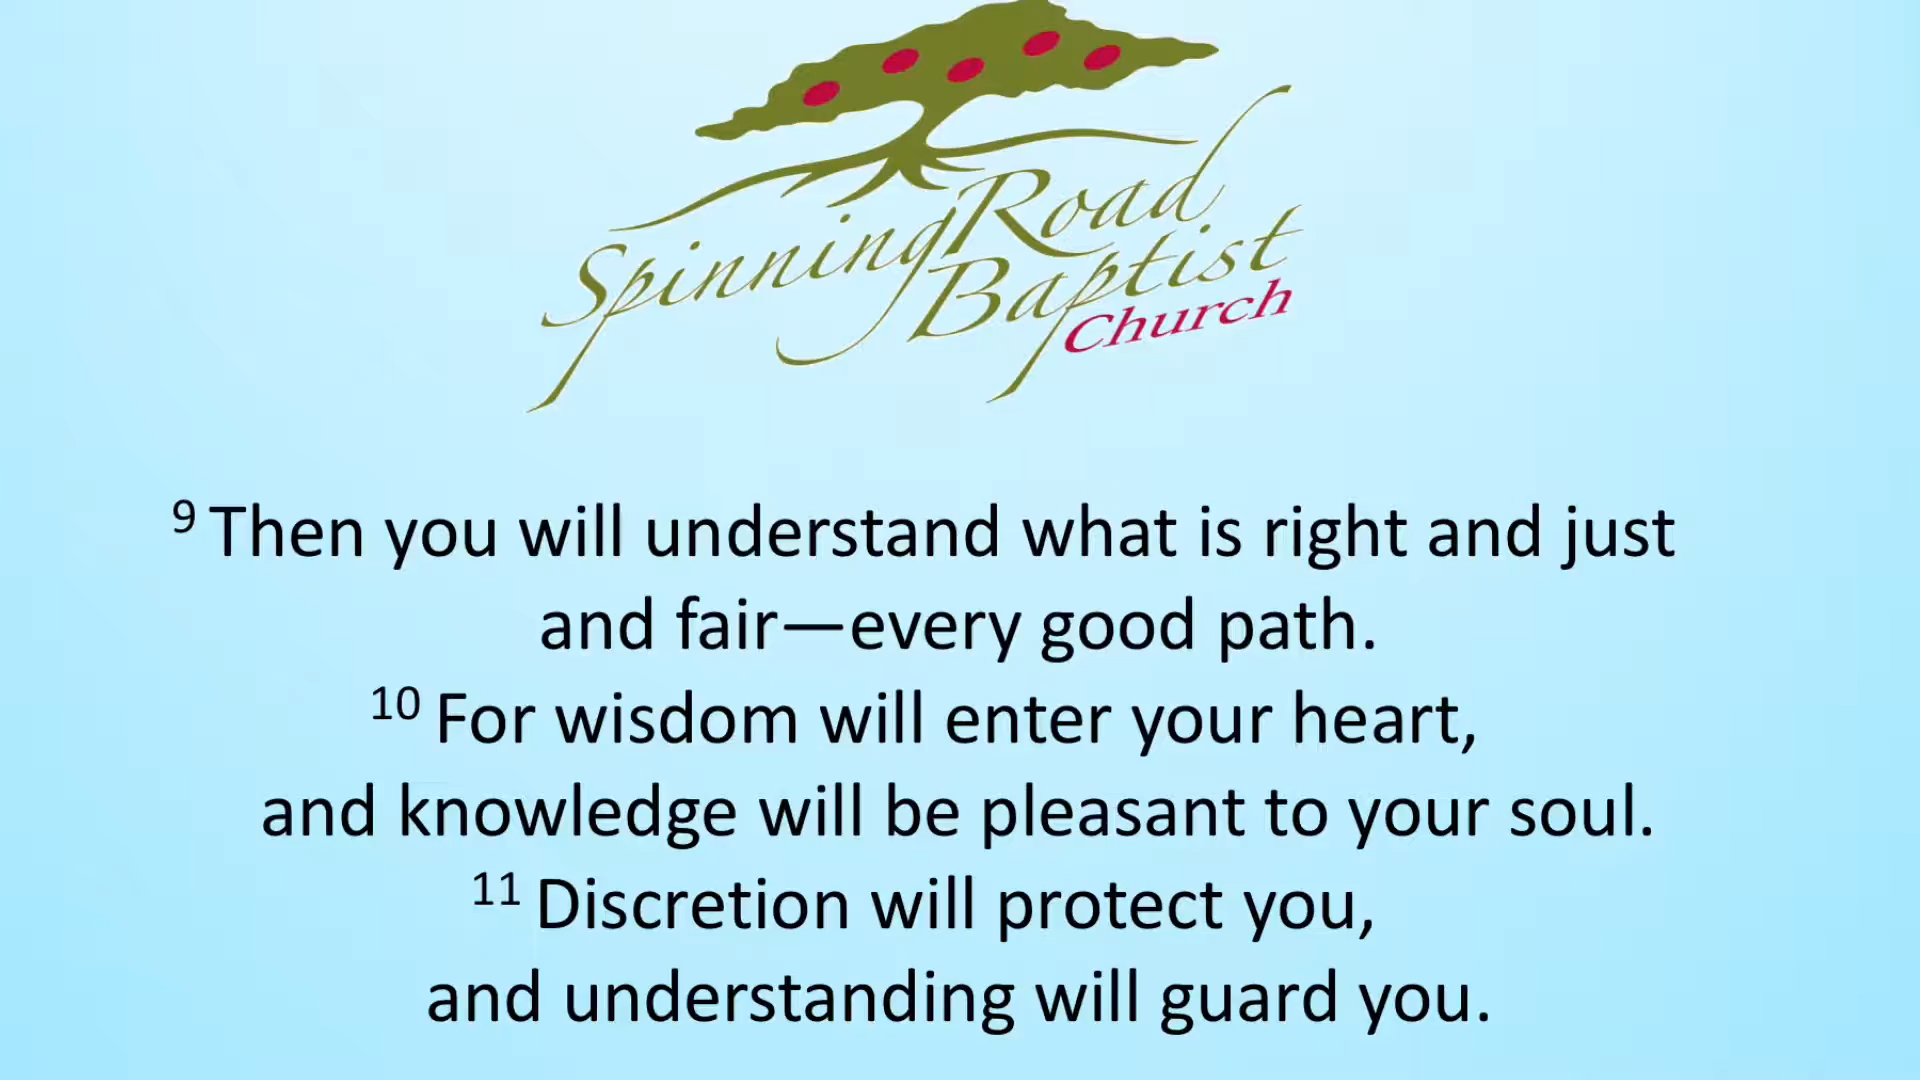 Spinning Road
Baptist
Church
⁹ Then you will understand what is right and just
and fair—every good path.
¹⁰ For wisdom will enter your heart,
and knowledge will be pleasant to your soul.
¹¹ Discretion will protect you,
and understanding will guard you.